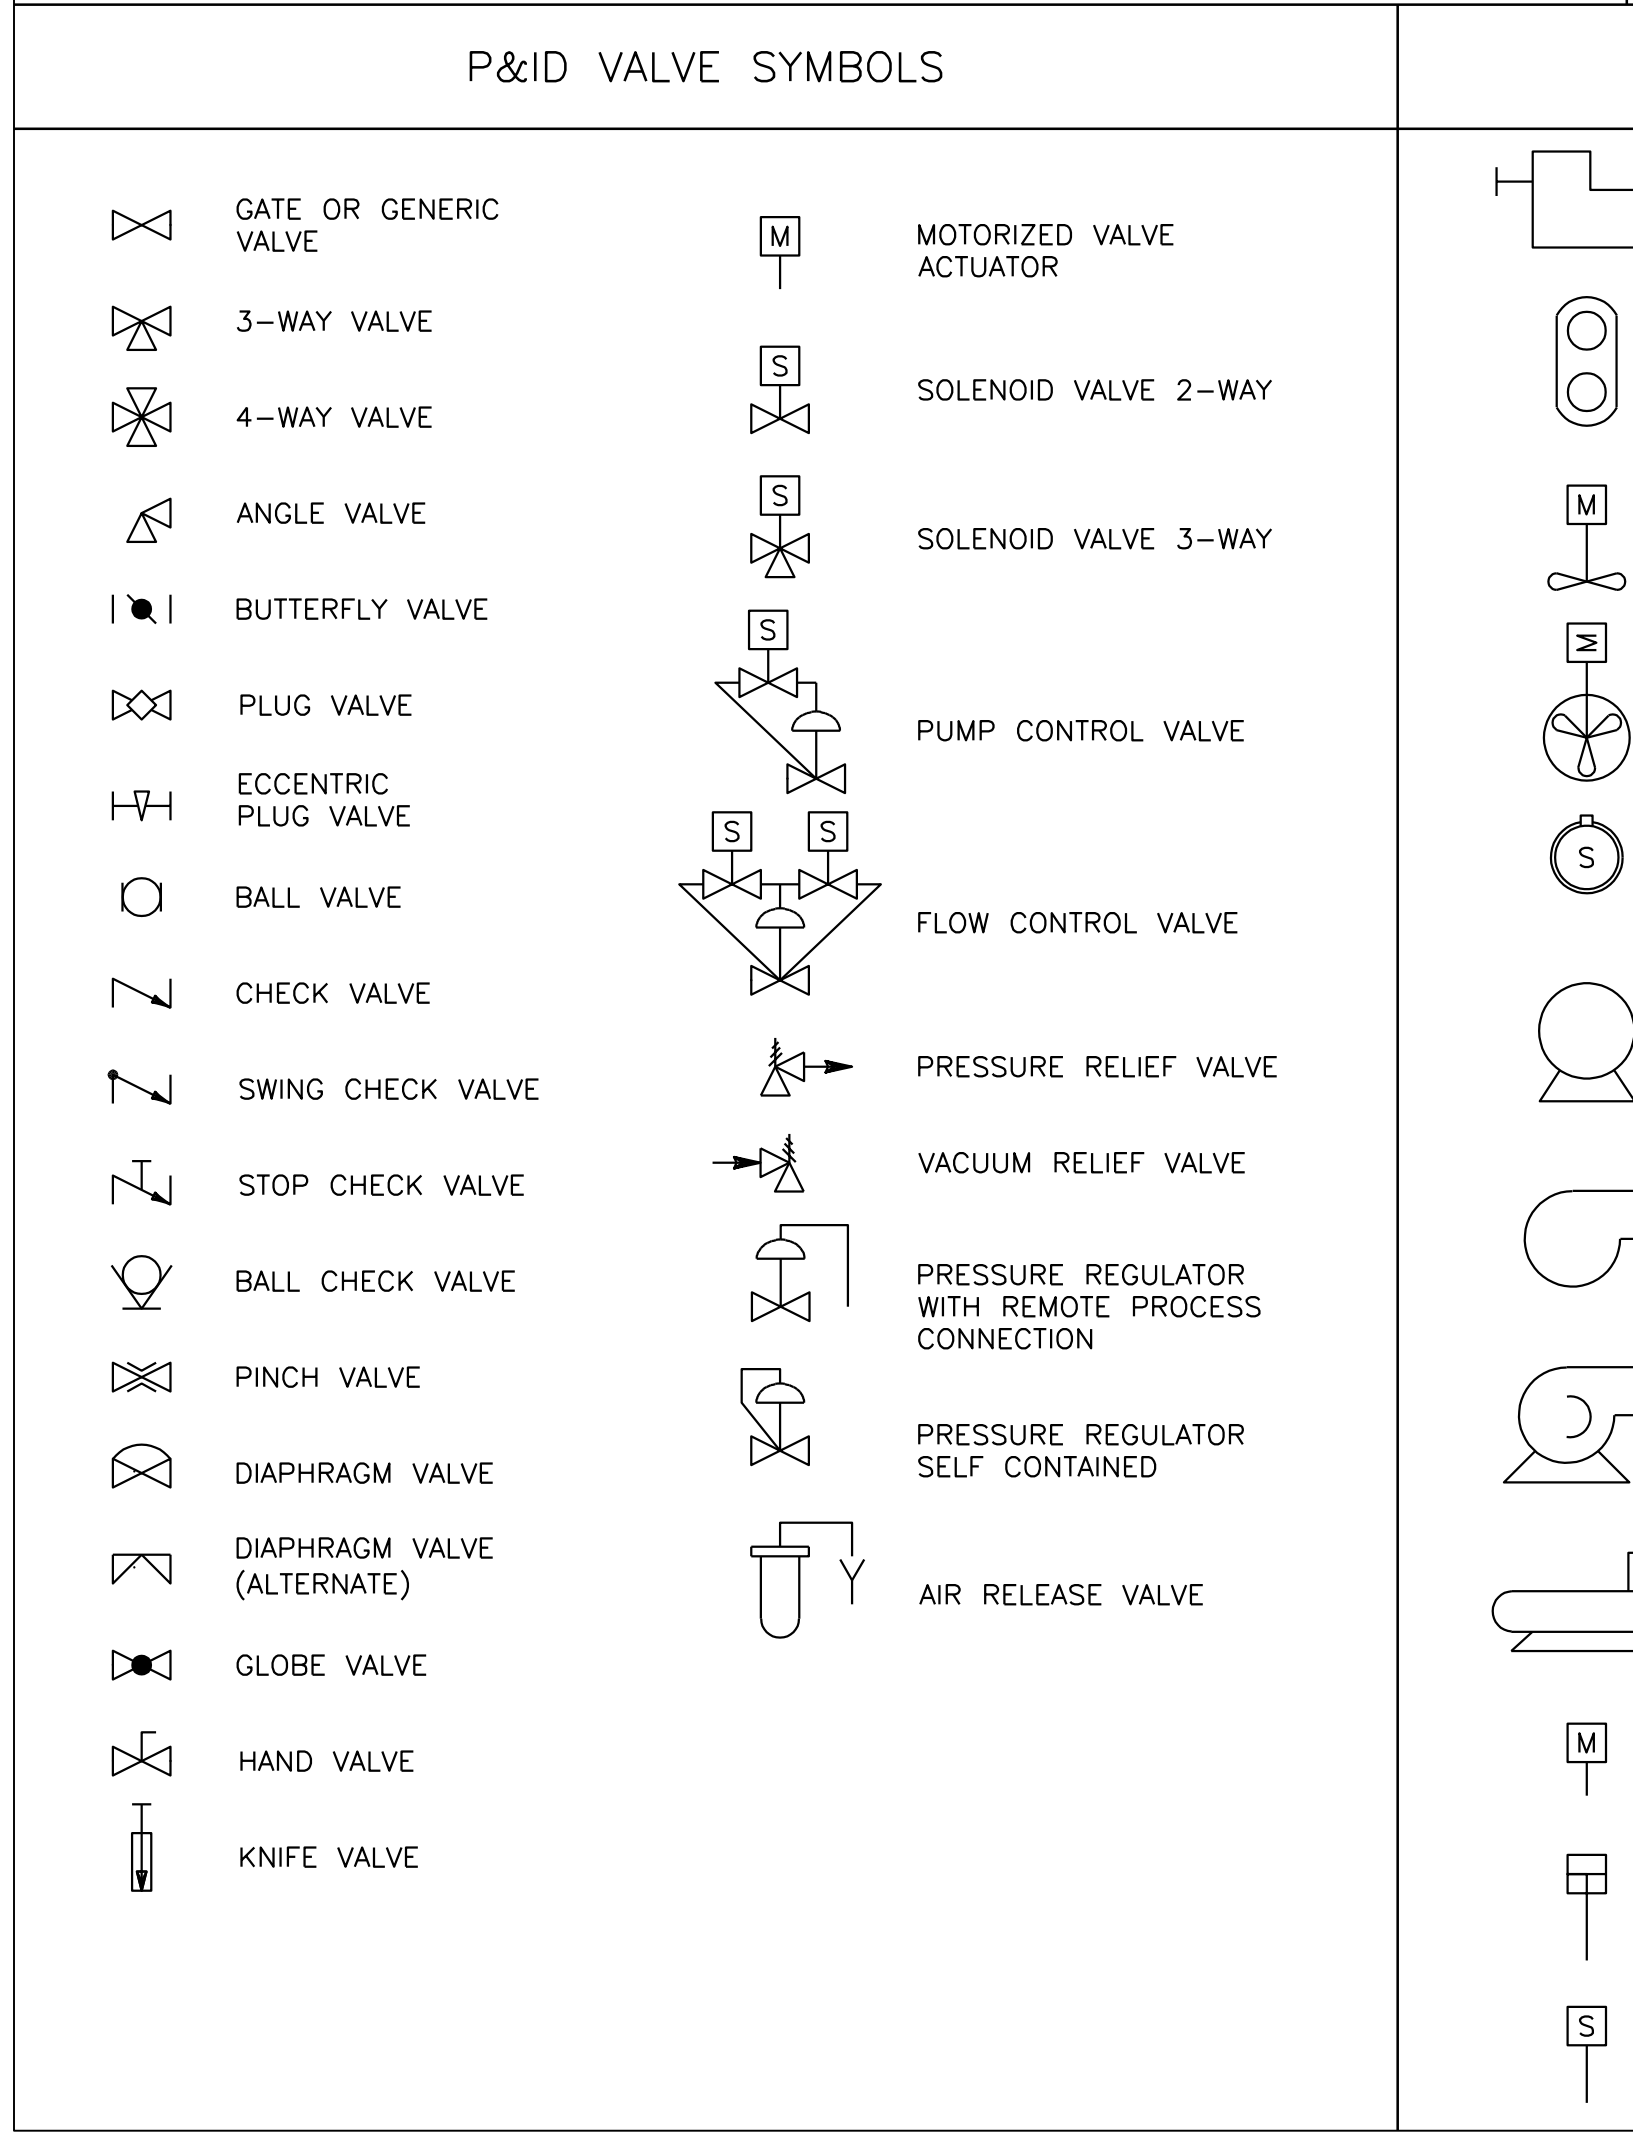 P&ID VALVE SYMBOLS
GATE OR GENERIC
VALVE
3-WAY VALVE
4-WAY VALVE
ANGLE VALVE
BUTTERFLY VALVE
PLUG VALVE
ECCENTRIC
PLUG VALVE
BALL VALVE
CHECK VALVE
SWING CHECK VALVE
STOP CHECK VALVE
BALL CHECK VALVE
PINCH VALVE
DIAPHRAGM VALVE
DIAPHRAGM VALVE
(ALTERNATE)
GLOBE VALVE
HAND VALVE
KNIFE VALVE
M
MOTORIZED VALVE
ACTUATOR
S
SOLENOID VALVE 2-WAY
S
SOLENOID VALVE 3-WAY
S
PUMP CONTROL VALVE
S S
FLOW CONTROL VALVE
PRESSURE RELIEF VALVE
VACUUM RELIEF VALVE
PRESSURE REGULATOR
WITH REMOTE PROCESS
CONNECTION
PRESSURE REGULATOR
SELF CONTAINED
AIR RELEASE VALVE
M
M
S
M
S